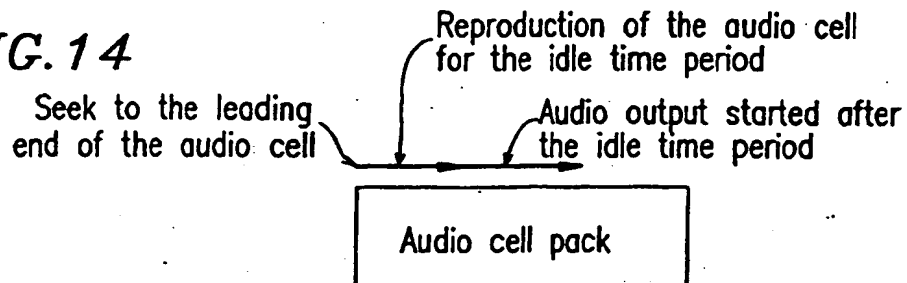 G. 14
Reproduction of the audio cell
for the idle time period
Seek to the leading
end of the audio cell
Audio output started after
the idle time period
Audio cell pack